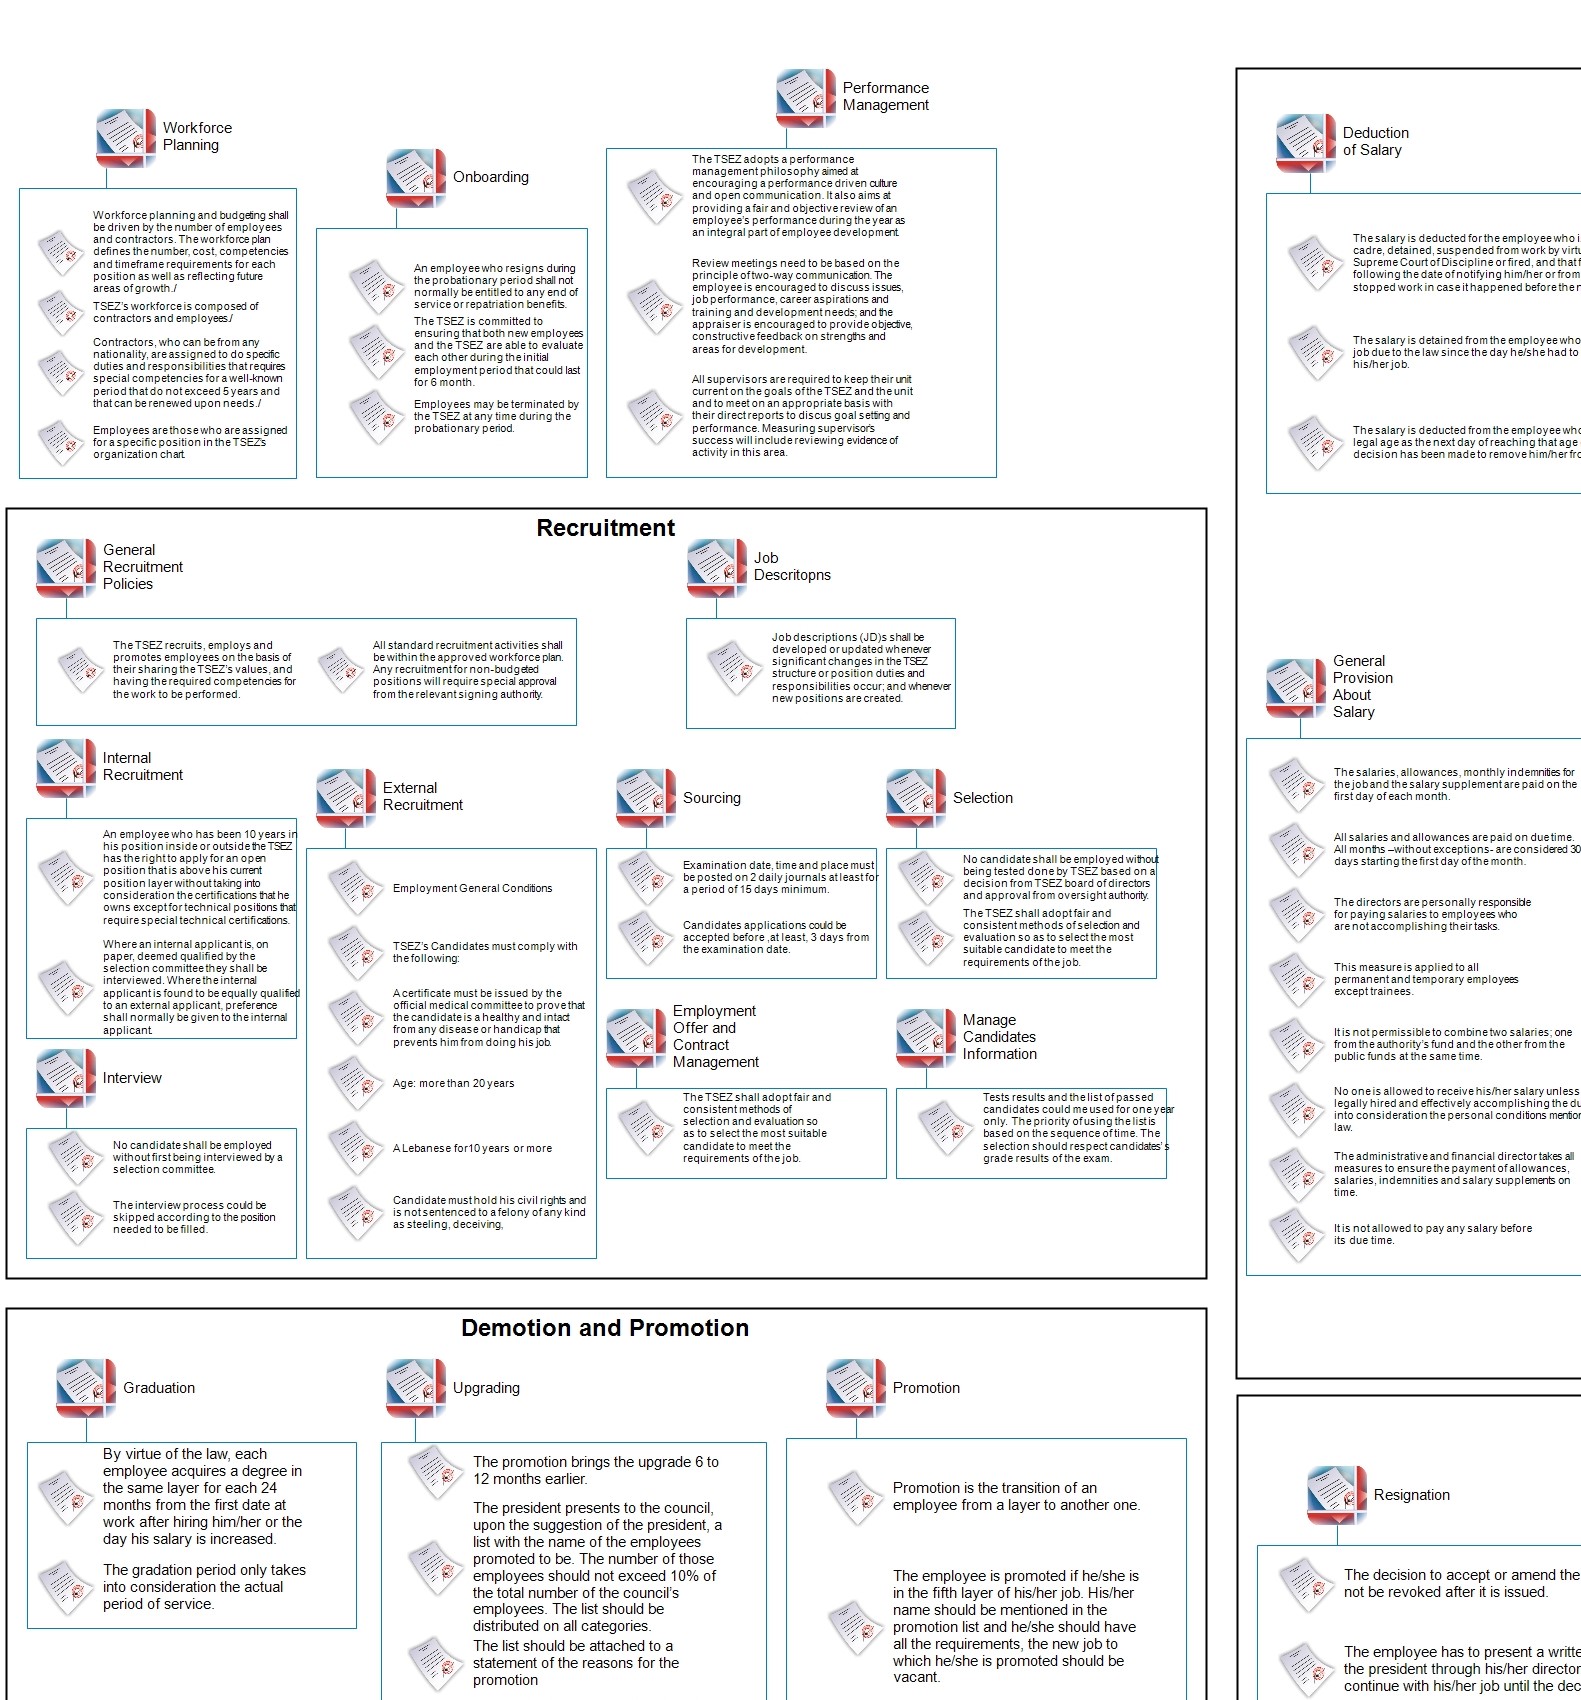 Workforce
Planning
Workforce planning and budgeting shall
be driven by the number of employees
and contractors. The workforce plan
defines the number, cost, competencies
and timeframe requirements for each
position as well as reflecting future
areas of growth./
TSEZ's workforce is composed of
contractors and employees./
Contractors, who can be from any
nationality, are assigned to do specific
duties and responsibilities that requires
special competencies for a well-known
period that do not exceed 5 years and
that can be renewed upon needs./
Employees are those who are assigned
for a specific position in the TSEZs
organization chart.
Onboarding
An employee who resigns during
the probationary period shall not
normally be entitled to any end of
service or repatriation benefits.
The TSEZ is committed to
ensuring that both new employees
and the TSEZ are able to evaluate
each other during the initial
employment period that could last
for 6 month.
Employees may be terminated by
the TSEZ at any time during the
probationary period.
Performance
Management
The TSEZ adopts a performance
management philosophy aimed at
encouraging a performance driven culture
and open communication. It also aims at
providing a fair and objective review of an
employee's performance during the year as
an integral part of employee development.
Review meetings need to be based on the
principle of two-way communication. The
employee is encouraged to discuss issues,
job performance, career aspirations and
training and development needs; and the
appraiser is encouraged to provide objective,
constructive feedback on strengths and
areas for development.
All supervisors are required to keep their unit
current on the goals of the TSEZ and the unit
and to meet on an appropriate basis with
their direct reports to discus goal setting and
performance. Measuring supervisor's
success will include reviewing evidence of
activity in this area.
Recruitment
General
Recruitment
Policies
The TSEZ recruits, employs and
promotes employees on the basis of
their sharing the TSEZ's values, and
having the required competencies for
the work to be performed.
All standard recruitment activities shall
be within the approved workforce plan.
Any recruitment for non-budgeted
positions will require special approval
from the relevant signing authority.
Job
Descritopns
Job descriptions (JD)s shall be
developed or updated whenever
significant changes in the TSEZ
structure or position duties and
responsibilities occur; and whenever
new positions are created.
Internal
Recruitment
An employee who has been 10 years in
his position inside or outside the TSEZ
has the right to apply for an open
position that is above his current
position layer without taking into
consideration the certifications that he
owns except for technical positions that
require special technical certifications.
Where an internal applicant is, on
paper, deemed qualified by the
selection committee they shall be
interviewed. Where the internal
applicant is found to be equally qualified
to an external applicant, preference
shall normally be given to the internal
applicant.
Interview
No candidate shall be employed
without first being interviewed by a
selection committee.
The interview process could be
skipped according to the position
needed to be filled.
External
Recruitment
Employment General Conditions
TSEZ's Candidates must comply with
the following:
A certificate must be issued by the
official medical committee to prove that
the candidate is a healthy and intact
from any disease or handicap that
prevents him from doing his job.
Age: more than 20 years
A Lebanese for10 years or more
Candidate must hold his civil rights and
is not sentenced to a felony of any kind
as steeling, deceiving,
Sourcing
Examination date, time and place must
be posted on 2 daily journals at least for
a period of 15 days minimum.
Candidates applications could be
accepted before ,at least, 3 days from
the examination date.
Selection
No candidate shall be employed without
being tested done by TSEZ based on a
decision from TSEZ board of directors
and approval from oversight authority.
The TSEZ shall adopt fair and
consistent methods of selection and
evaluation so as to select the most
suitable candidate to meet the
requirements of the job.
Employment
Offer and
Contract
Management
The TSEZ shall adopt fair and
consistent methods of
selection and evaluation so
as to select the most suitable
candidate to meet the
requirements of the job.
Manage
Candidates
Information
Tests results and the list of passed
candidates could me used for one year
only. The priority of using the list is
based on the sequence of time. The
selection should respect candidates's
grade results of the exam.
Demotion and Promotion
Graduation
By virtue of the law, each
employee acquires a degree in
the same layer for each 24
months from the first date at
work after hiring him/her or the
day his salary is increased.
The gradation period only takes
into consideration the actual
period of service.
Upgrading
The promotion brings the upgrade 6 to
12 months earlier.
The president presents to the council,
upon the suggestion of the president, a
list with the name of the employees
promoted to be. The number of those
employees should not exceed 10% of
the total number of the council's
employees. The list should be
distributed on all categories.
The list should be attached to a
statement of the reasons for the
promotion
Promotion
Promotion is the transition of an
employee from a layer to another one.
The employee is promoted if he/she is
in the fifth layer of his/her job. His/her
name should be mentioned in the
promotion list and he/she should have
all the requirements, the new job to
which he/she is promoted should be
vacant.
Deduction
of Salary
The salary is deducted for the employee who
cadre, detained, suspended from work by
Supreme Court of Discipline or fired, and that
following the date of notifying him/her or from
stopped work in case it happened before the
The salary is detained from the employee who
job due to the law since the day he/she had to
his/her job.
The salary is deducted from the employee who
legal age as the next day of reaching that age
decision has been made to remove him/her
General
Provision
About
Salary
The salaries, allowances, monthly indemnities for
the job and the salary supplement are paid on the
first day of each month.
All salaries and allowances are paid on due time.
All months –without exceptions- are considered 30
days starting the first day of the month.
The directors are personally responsible
for paying salaries to employees who
are not accomplishing their tasks.
This measure is applied to all
permanent and temporary employees
except trainees.
It is not permissible to combine two salaries; one
from the authority's fund and the other from the
public funds at the same time.
No one is allowed to receive his/her salary unless
legally hired and effectively accomplishing the
into consideration the personal conditions
law.
The administrative and financial director takes all
measures to ensure the payment of allowances,
salaries, indemnities and salary supplements on
time.
It is not allowed to pay any salary before
its due time.
Resignation
The decision to accept or amend the
not be revoked after it is issued.
The employee has to present a
the president through his/her director
continue with his/her job until the